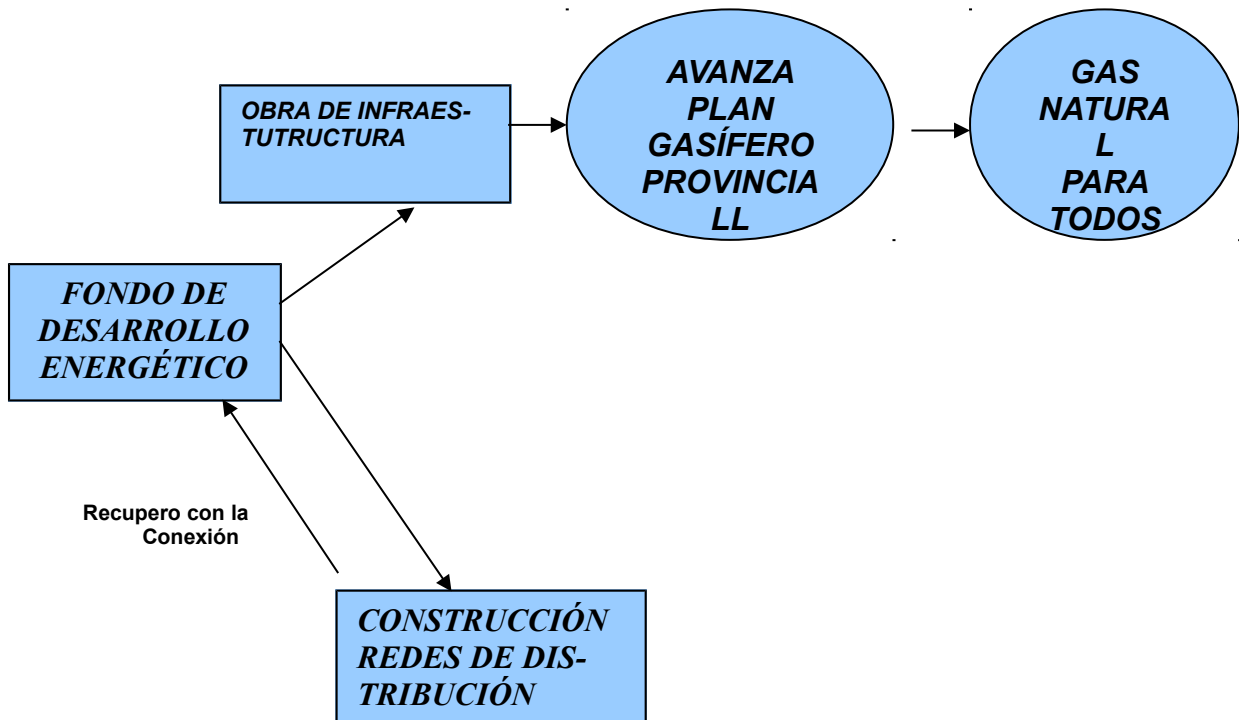 OBRA DE INFRAES-
TUTRUCTURA
AVANZA
PLAN
GASÍFERO
PROVINCIA
LL
GAS
NATURA
L
PARA
TODOS
FONDO DE
DESARROLLO
ENERGÉTICO
Recupero con la
Conexión
CONSTRUCCIÓN
REDES DE DIS-
TRIBUCIÓN